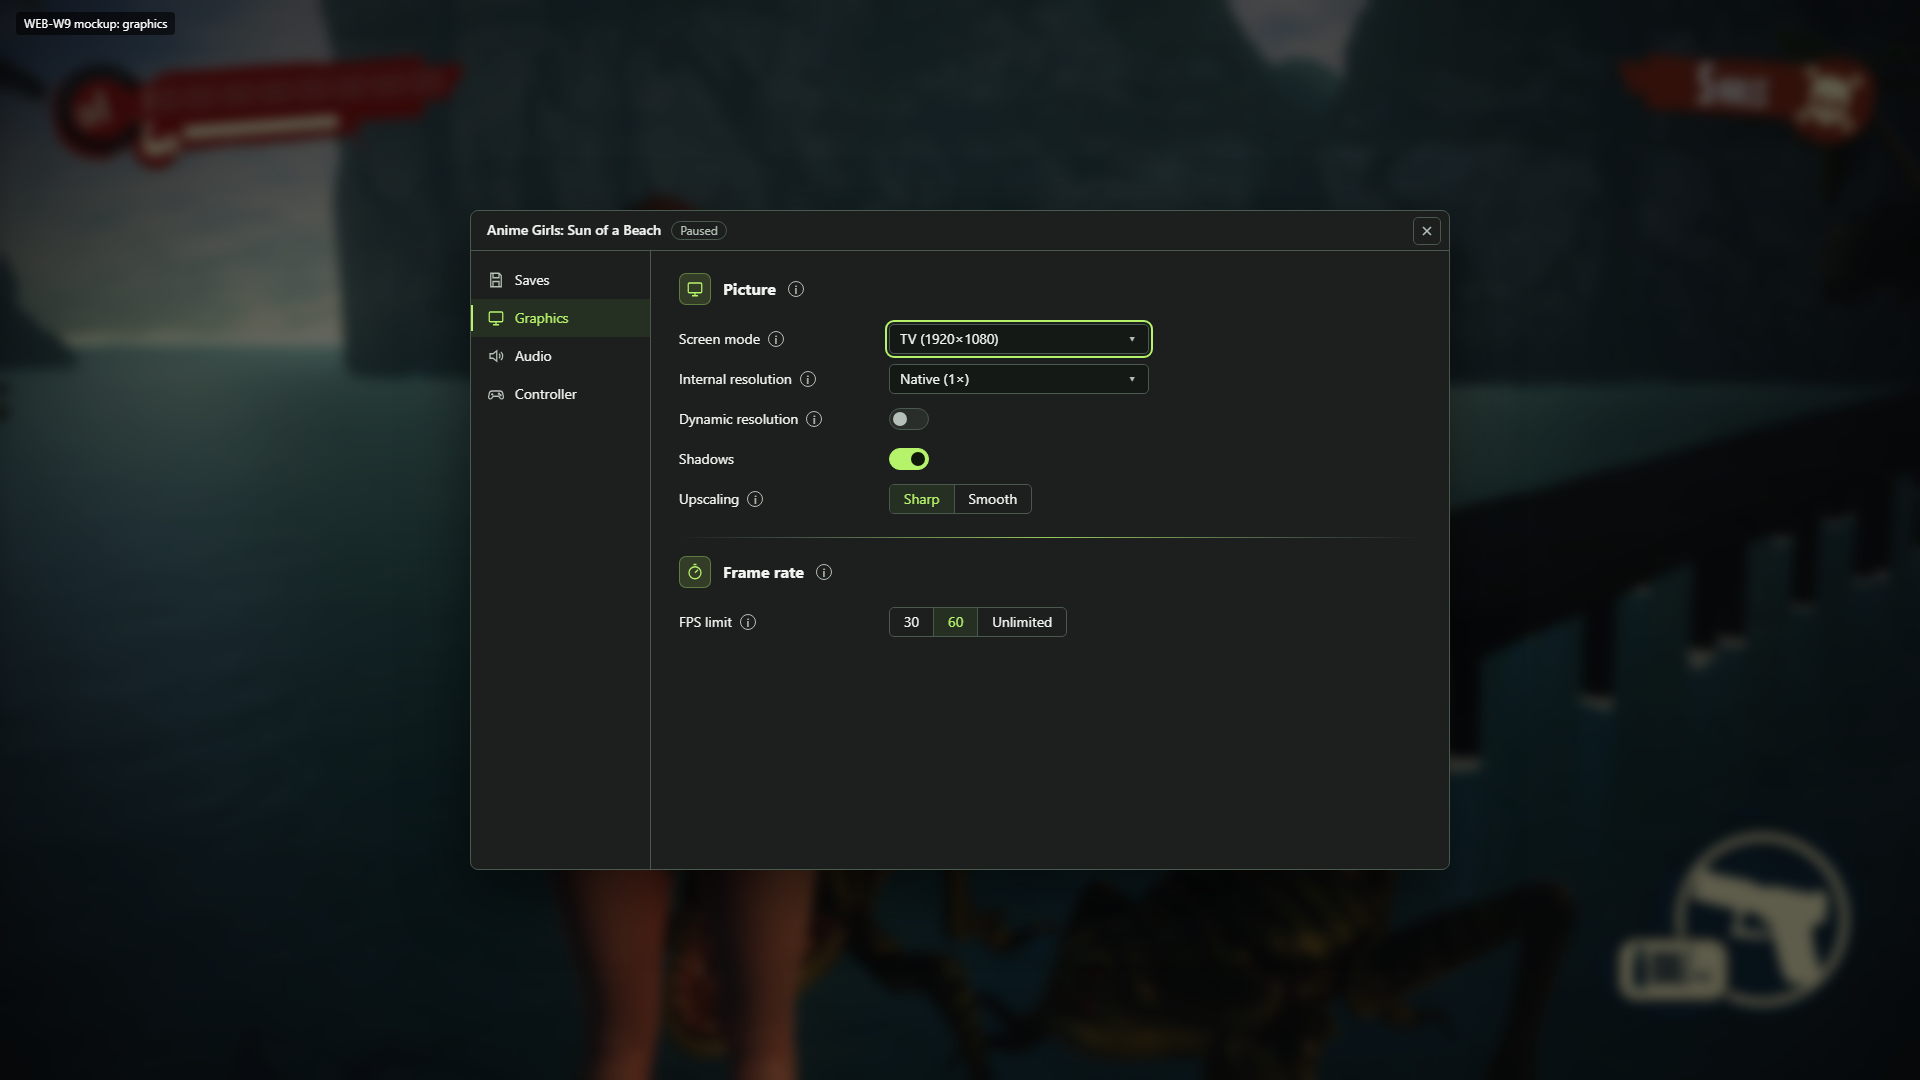 WEB-W9 mockup: graphics
Anime Girls: Sun of a Beach
Paused
Saves
Graphics
Audio
Controller
Picture
Screen mode
TV (1920×1080)
Internal resolution
Native (1×)
Dynamic resolution
Shadows
Upscaling
Sharp
Smooth
Frame rate
FPS limit
30
60
Unlimited